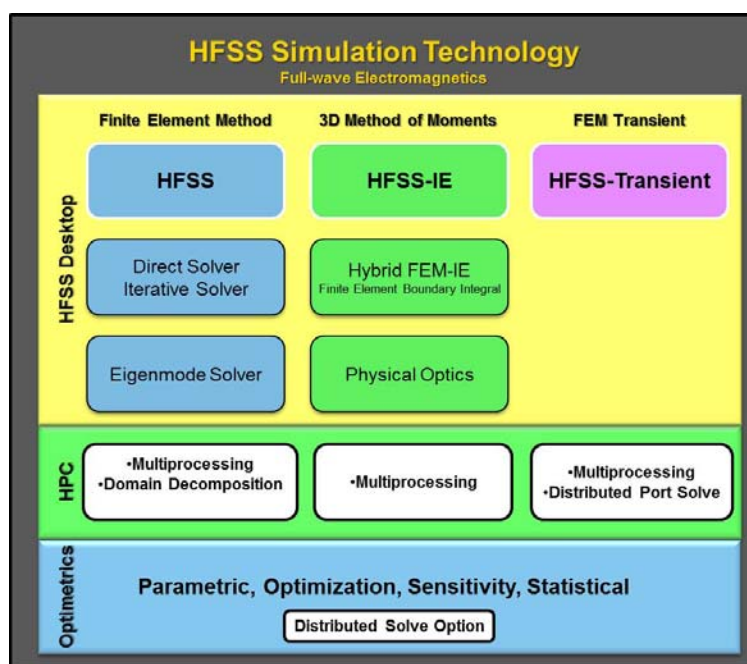 HFSS Simulation Technology
Full-wave Electromagnetics
HFSS Desktop
Finite Element Method
3D Method of Moments
FEM Transient
HFSS
HFSS-IE
HFSS-Transient
Direct Solver
Iterative Solver
Hybrid FEM-IE
Finite Element Boundary Integral
Eigenmode Solver
Physical Optics
HPC
•Multiprocessing
•Domain Decomposition
•Multiprocessing
•Multiprocessing
•Distributed Port Solve
Optimetrics
Parametric, Optimization, Sensitivity, Statistical
Distributed Solve Option